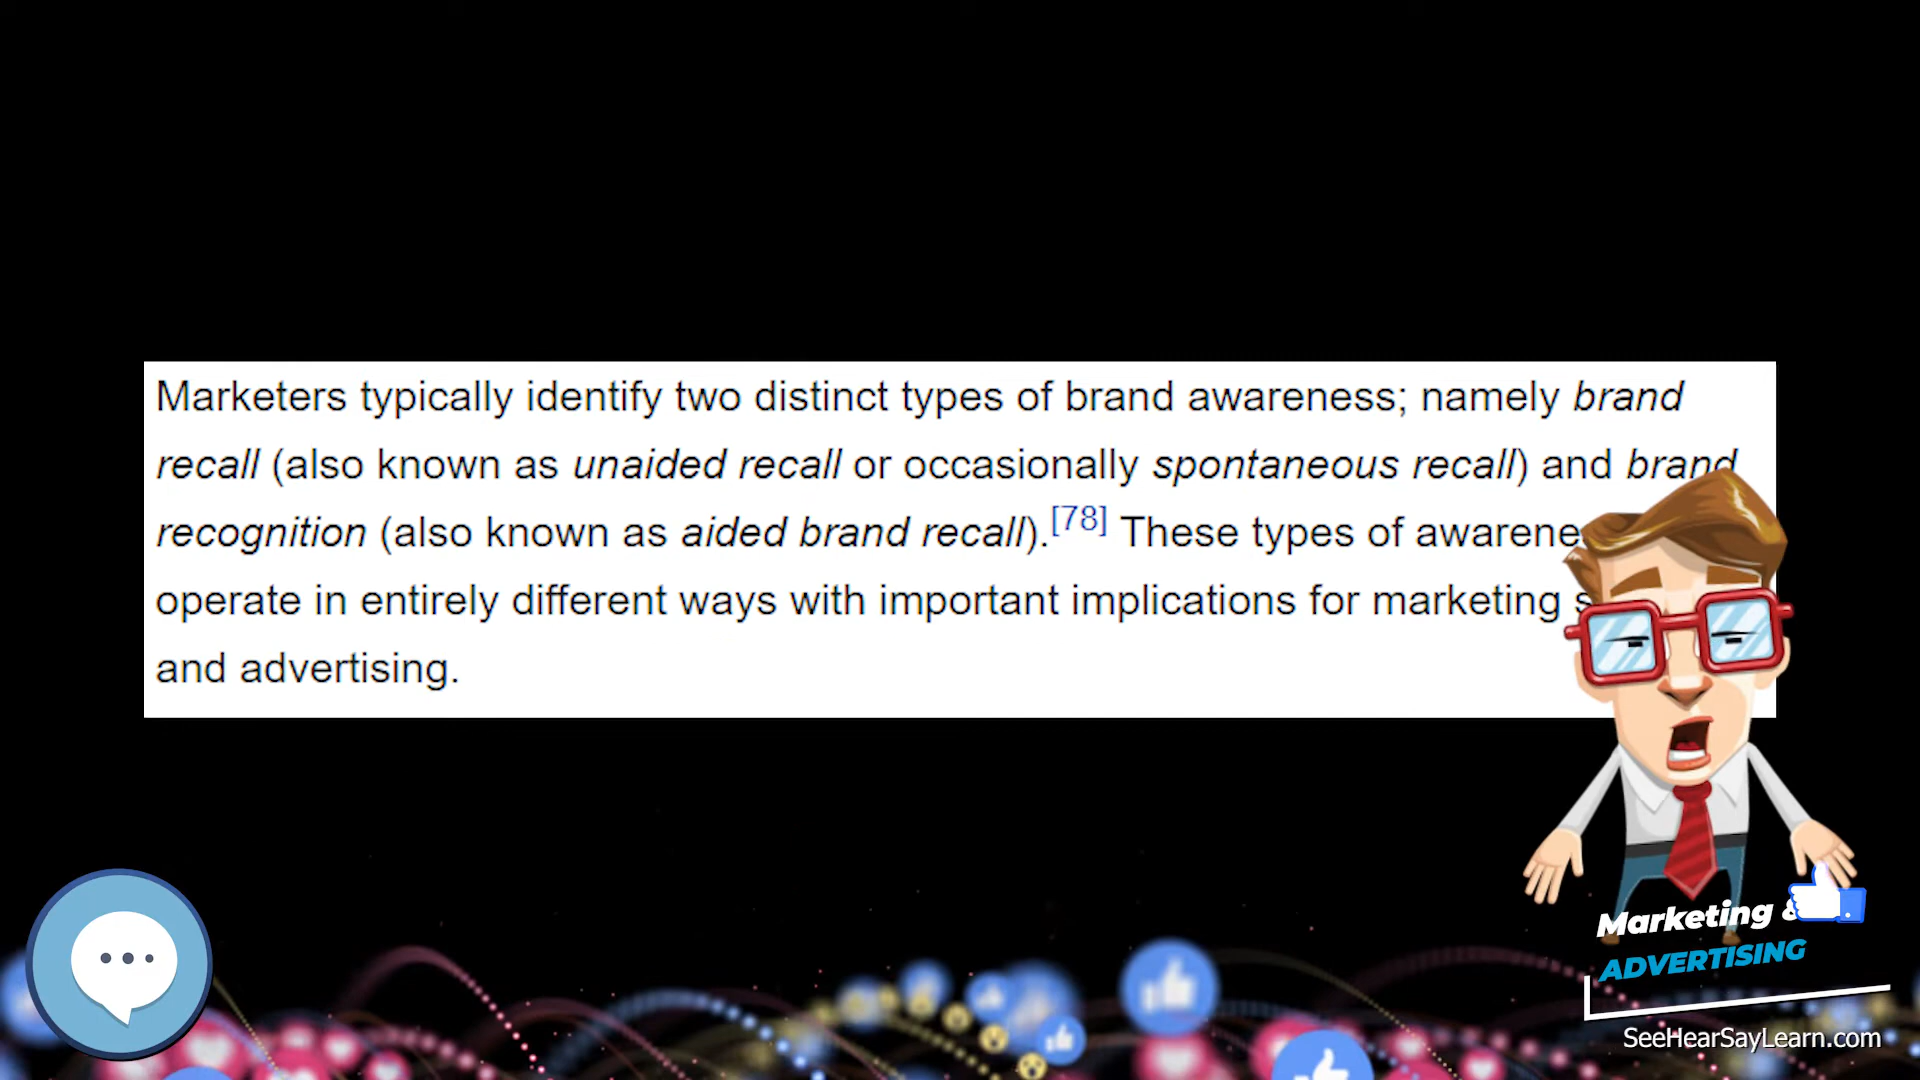 Marketers typically identify two distinct types of brand awareness; namely brand
recall (also known as unaided recall or occasionally spontaneous recall) and brand
recognition (also known as aided brand recall).[78] These types of
operate in entirely different ways with important implications for marketing
and advertising.
Marketing &
ADVERTISING
SeeHearSayLearn.com